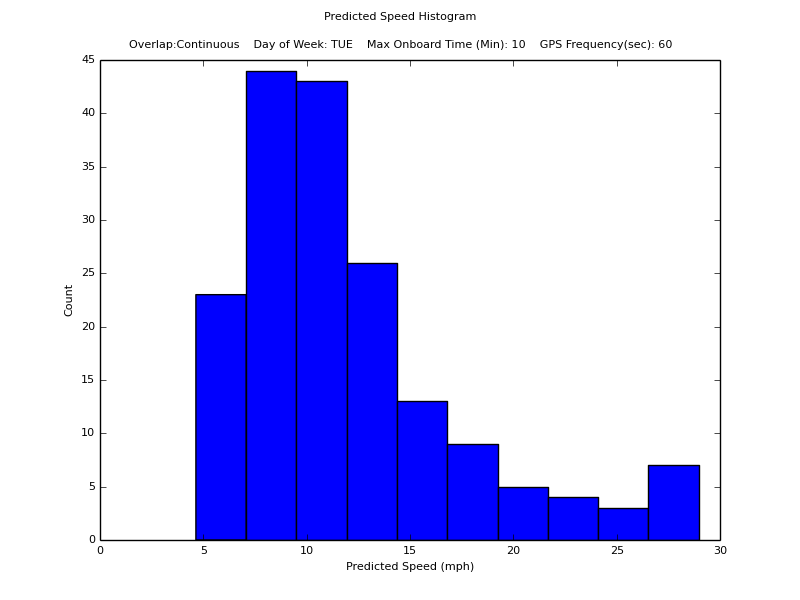 Predicted Speed Histogram
Overlap:Continuous    Day of Week: TUE    Max Onboard Time (Min): 10    GPS Frequency(sec): 60
45
40
35
30
25
20
15
10
5
0
Count
0 5 10 15 20 25 30
Predicted Speed (mph)